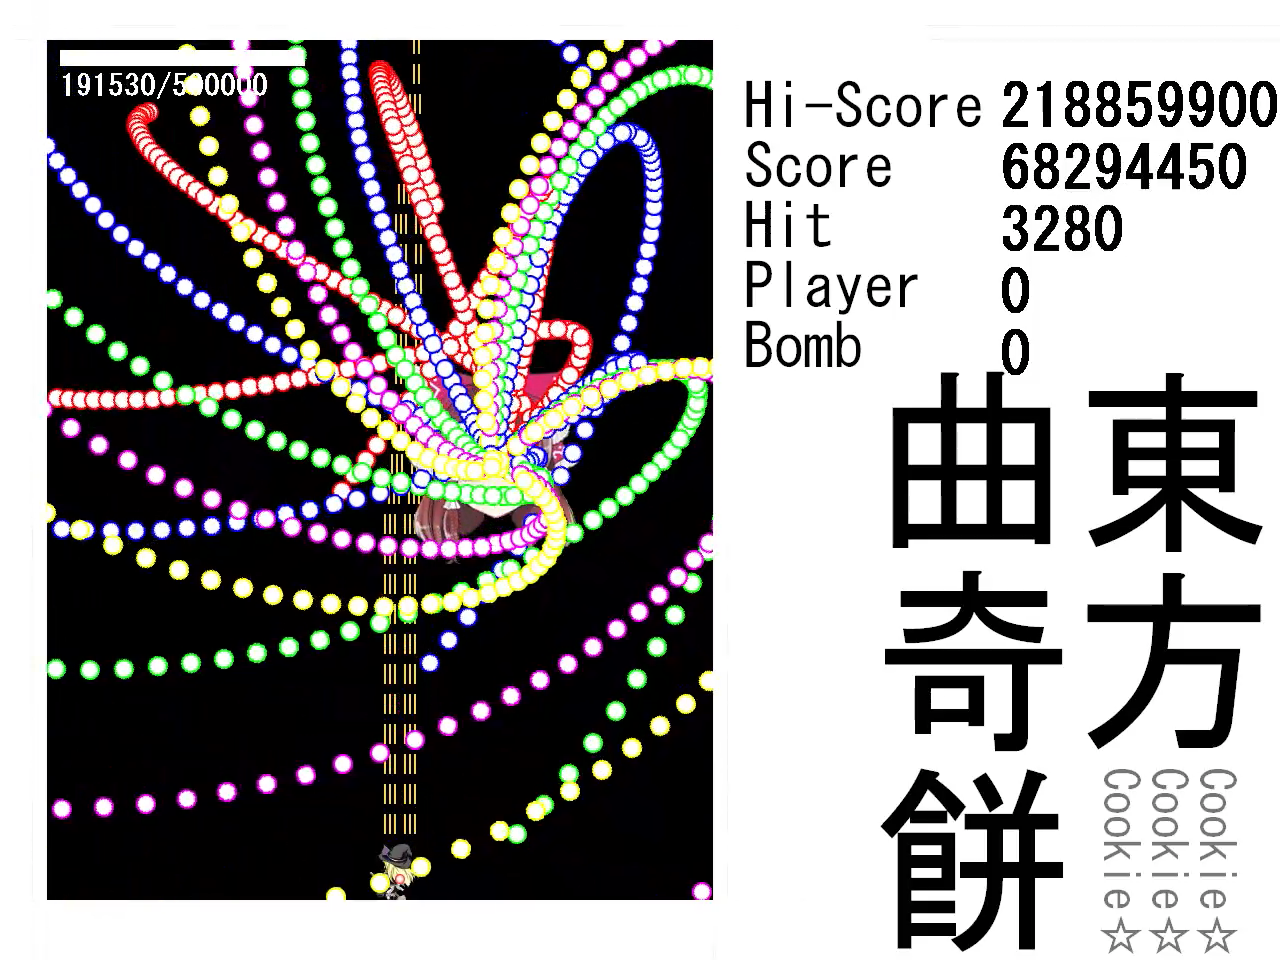 191530/500000
Hi-Score 218859900
Score 68294450
Hit 3280
Player 0
Bomb 0
東方
曲奇餅
Cookie☆
Cookie☆
Cookie☆